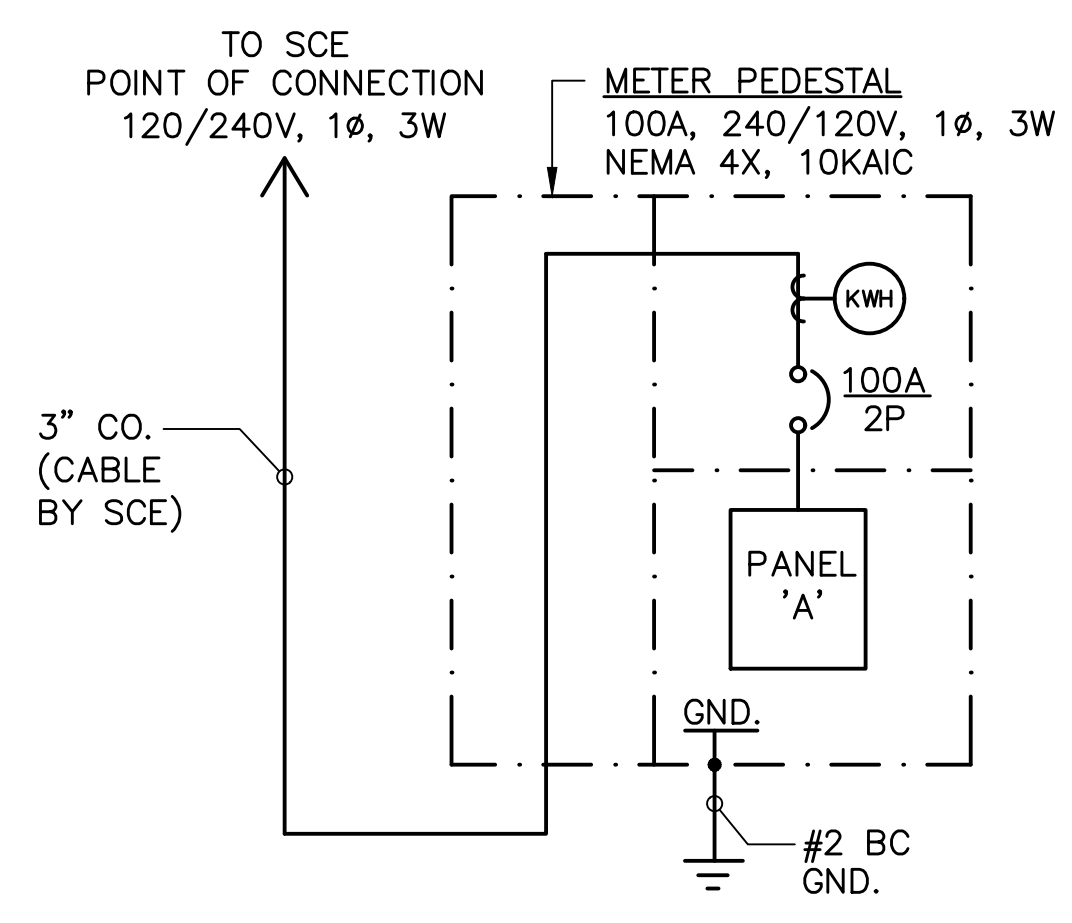 TO SCE
POINT OF CONNECTION
120/240V, 1ø, 3W
METER PEDESTAL
100A, 240/120V, 1ø, 3W
NEMA 4X, 10KAIC
KWH
100A
2P
3" CO.
(CABLE
BY SCE)
PANEL
'A'
GND.
#2 BC
GND.